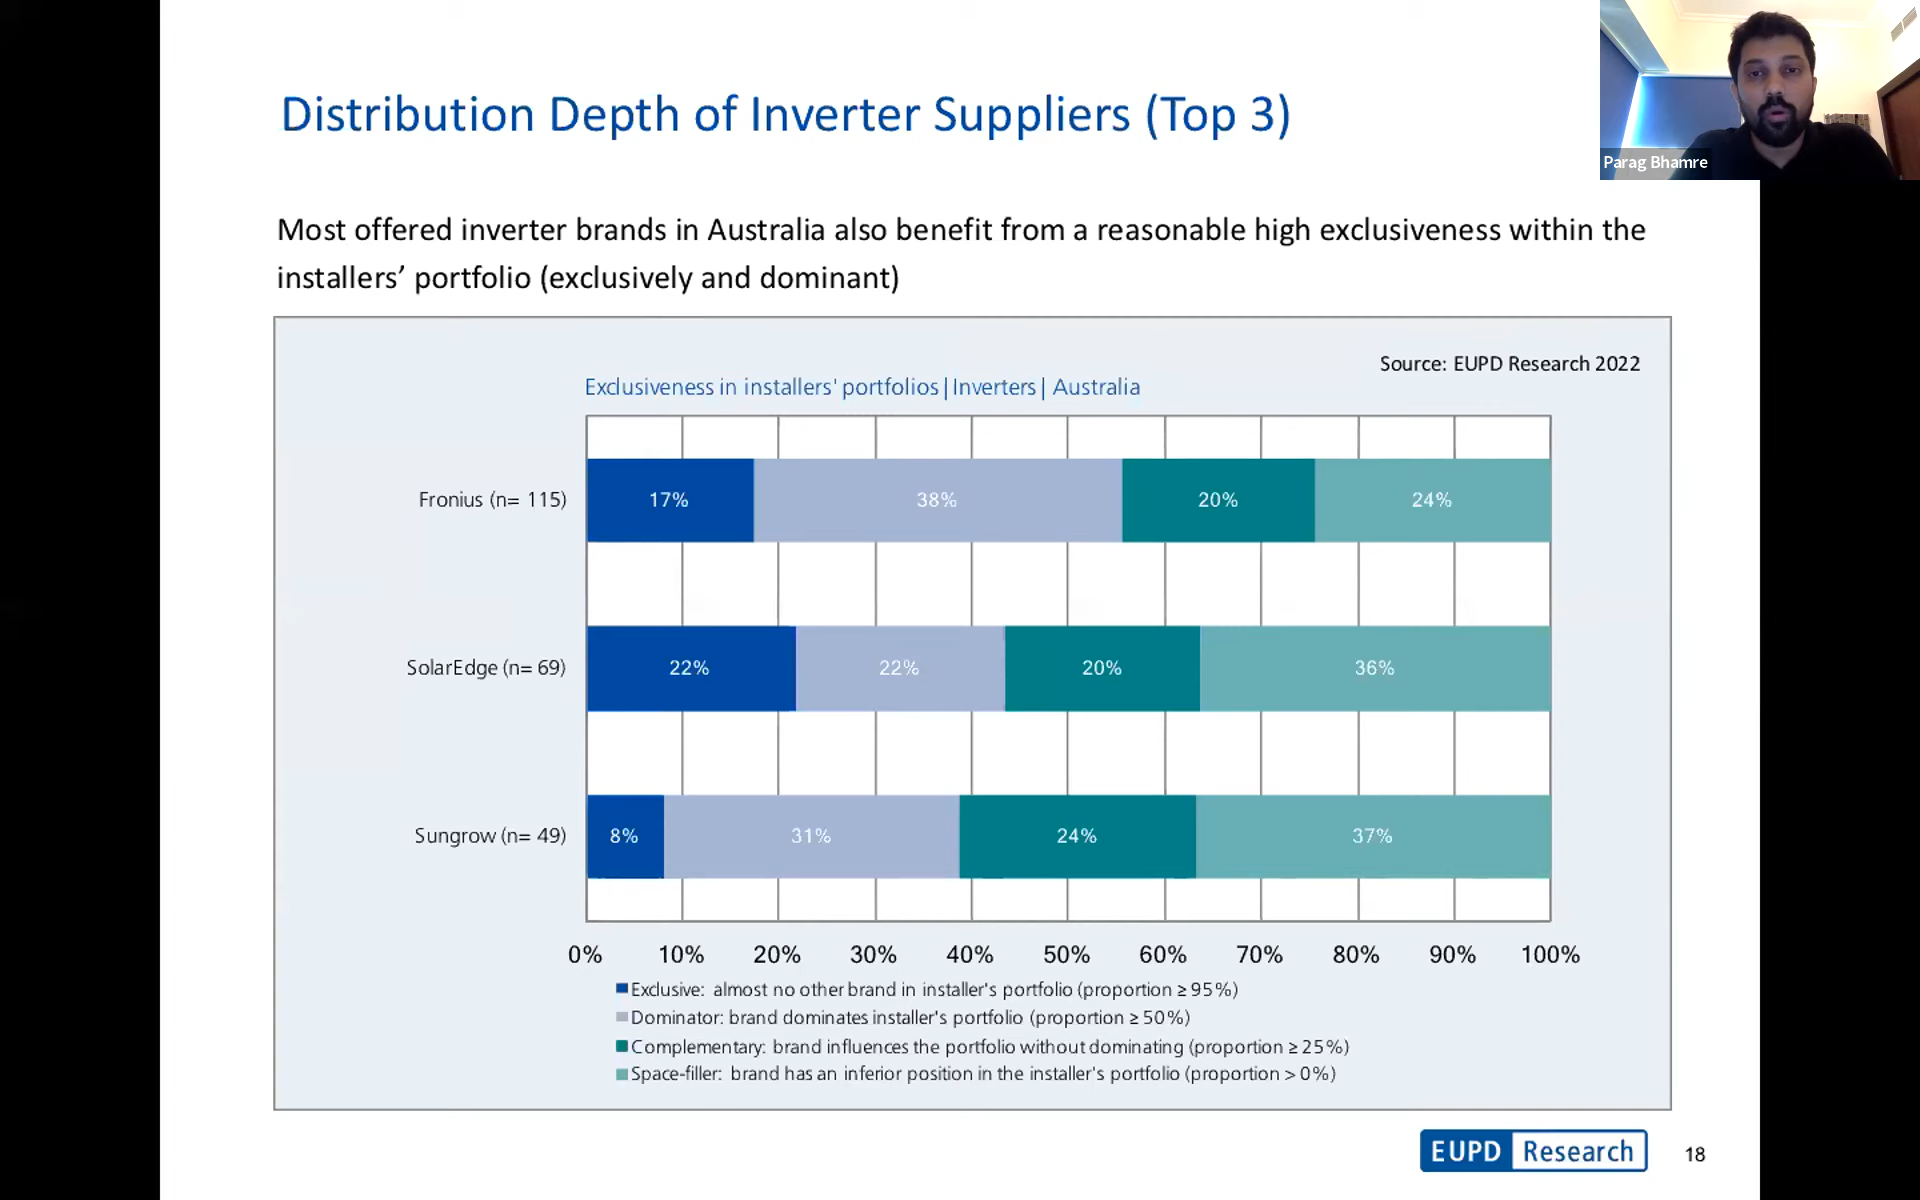 Distribution Depth of Inverter Suppliers (Top 3)
Parag Bhamre
Most offered inverter brands in Australia also benefit from a reasonable high exclusiveness within the
installers’ portfolio (exclusively and dominant)
Source: EUPD Research 2022
Exclusiveness in installers' portfolios | Inverters | Australia
Fronius (n= 115)
17%
38%
20%
24%
SolarEdge (n= 69)
22%
22%
20%
36%
Sungrow (n= 49)
8%
31%
24%
37%
0%
10%
20%
30%
40%
50%
60%
70%
80%
90%
100%
Exclusive: almost no other brand in installer's portfolio (proportion ≥ 95%)
Dominator: brand dominates installer's portfolio (proportion ≥ 50%)
Complementary: brand influences the portfolio without dominating (proportion ≥ 25%)
Space-filler: brand has an inferior position in the installer's portfolio (proportion > 0%)
EUPD Research
18